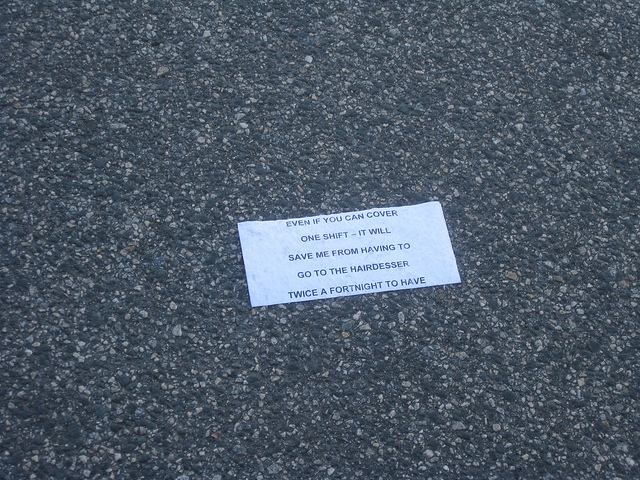 EVEN IF YOU CAN COVER
ONE SHIFT – IT WILL
SAVE ME FROM HAVING TO
GO TO THE HAIRDESSER
TWICE A FORTNIGHT TO HAVE